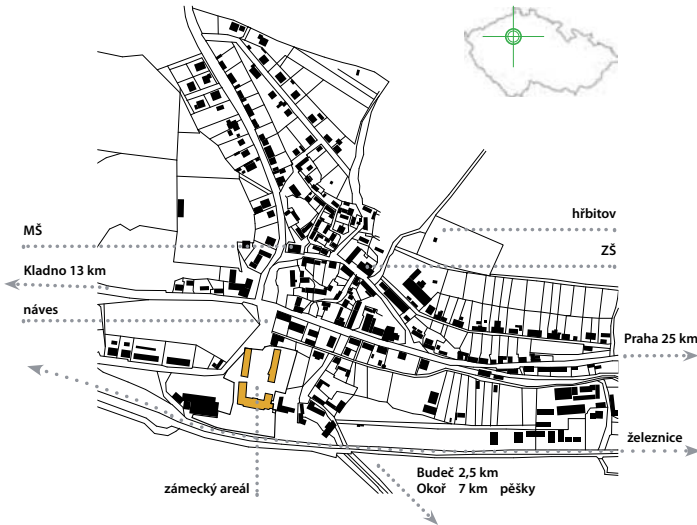 hřbitov
MŠ
ZŠ
Kladno 13 km
náves
Praha 25 km
železnice
Budeč 2,5 km
Okoř 7 km pěšky
zámecký areál